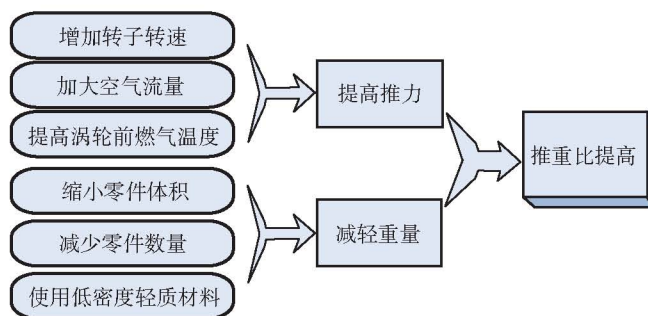 增加转子转速
加大空气流量
提高涡轮前燃气温度
提高推力
缩小零件体积
减少零件数量
使用低密度轻质材料
减轻重量
推重比提高